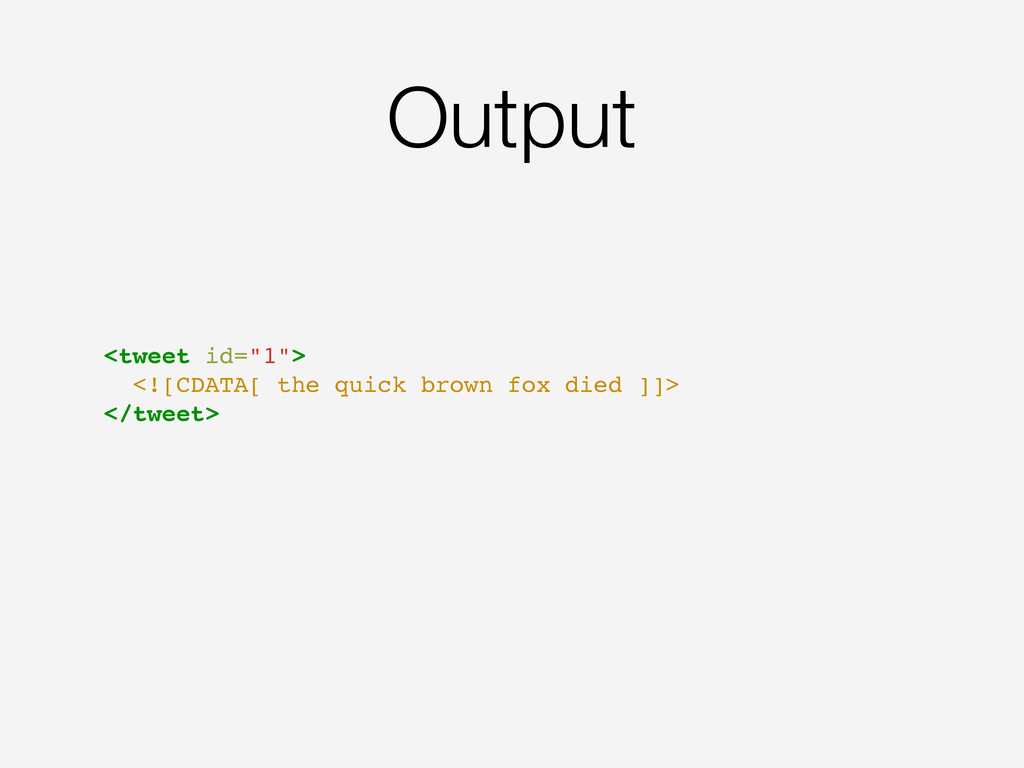 Output
<tweet id="1">
  <![CDATA[ the quick brown fox died ]]>
</tweet>